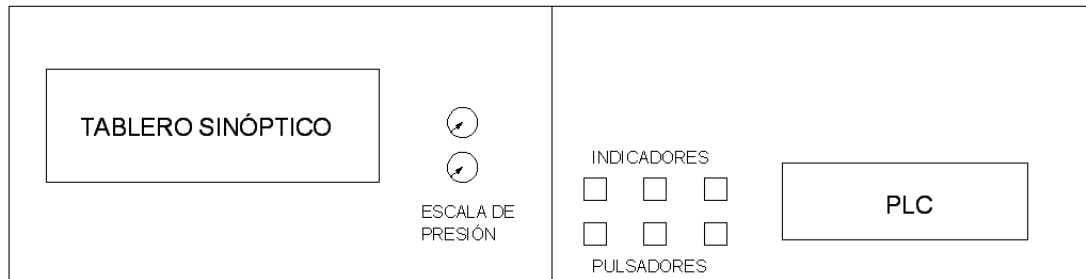 TABLERO SINÓPTICO
ESCALA DE
PRESIÓN
INDICADORES
PULSADORES
PLC